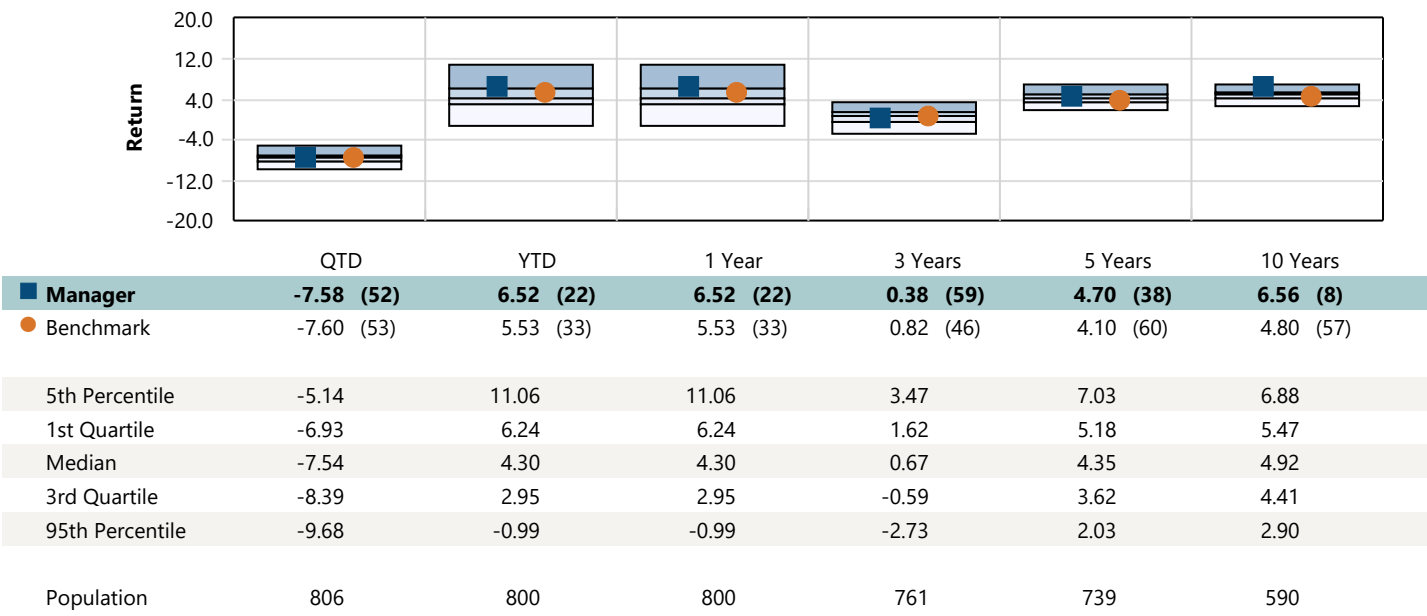 20.0
12.0
4.0
-4.0
-12.0
-20.0
Return
QTD YTD 1 Year 3 Years 5 Years 10 Years
Manager -7.58 (52) 6.52 (22) 6.52 (22) 0.38 (59) 4.70 (38) 6.56 (8)
Benchmark -7.60 (53) 5.53 (33) 5.53 (33) 0.82 (46) 4.10 (60) 4.80 (57)
5th Percentile -5.14 11.06 11.06 3.47 7.03 6.88
1st Quartile -6.93 6.24 6.24 1.62 5.18 5.47
Median -7.54 4.30 4.30 0.67 4.35 4.92
3rd Quartile -8.39 2.95 2.95 -0.59 3.62 4.41
95th Percentile -9.68 -0.99 -0.99 -2.73 2.03 2.90
Population 806 800 800 761 739 590